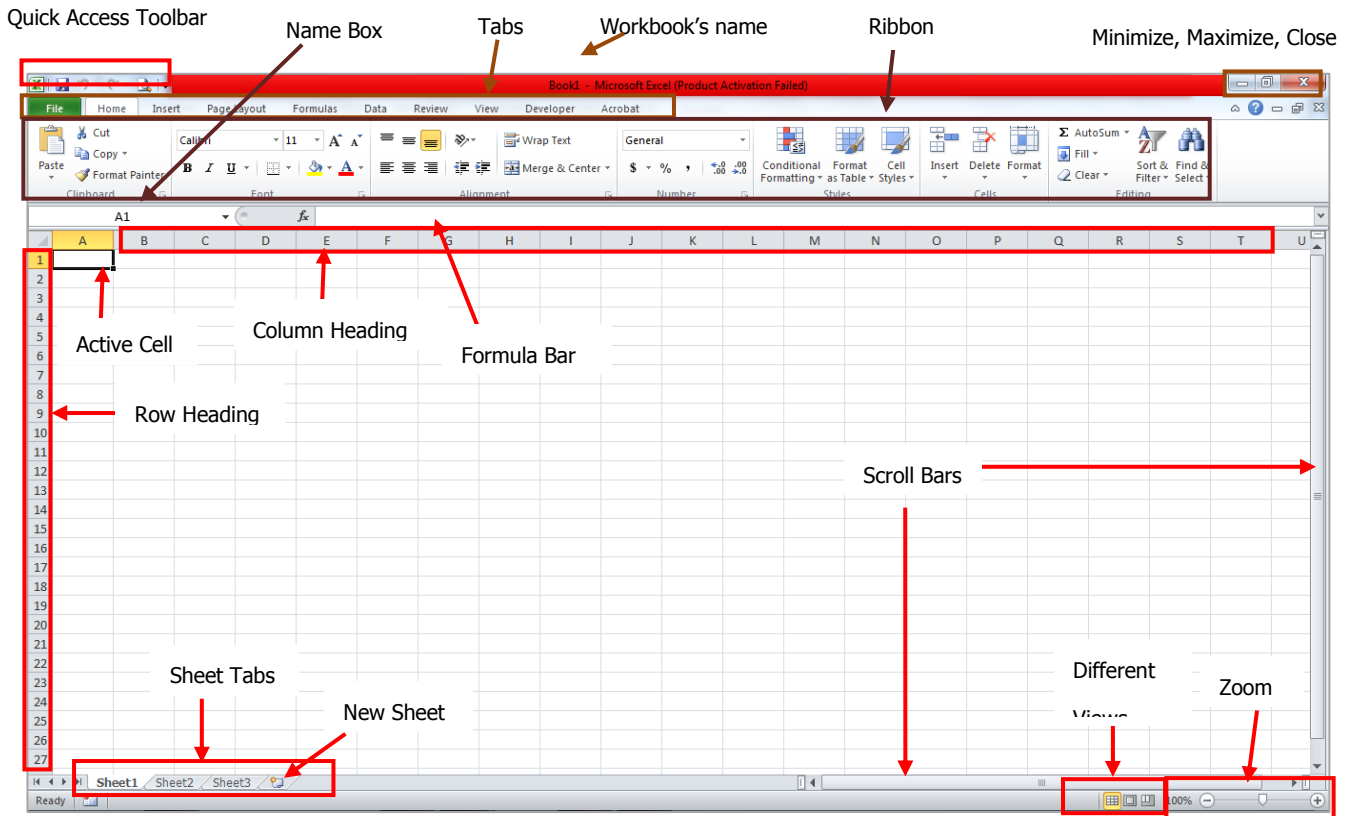 Quick Access Toolbar
Name Box
Tabs
Workbook's name
Ribbon
Minimize, Maximize, Close
Book1 - Microsoft Excel (Product Activation Failed)
File Home Insert Page Layout Formulas Data Review View Developer Acrobat
Cut
Copy
Format Painter
Paste
Clipboard
Calibri 11
B I U
Font
Wrap Text
Merge & Center
Alignment
General
$ % ,
Number
Conditional Formatting
Format as Table
Cell Styles
Styles
Insert Delete Format
Cells
Σ AutoSum
Fill
Clear
Sort & Filter
Find & Select
Editing
A1
fx
A B C D E F G H I J K L M N O P Q R S T U
1
2
3
4
5
6
7
8
9
10
11
12
13
14
15
16
17
18
19
20
21
22
23
24
25
26
27
Active Cell
Column Heading
Formula Bar
Row Heading
Scroll Bars
Sheet Tabs
New Sheet
Different
Views
Zoom
Sheet1 Sheet2 Sheet3
Ready
100%